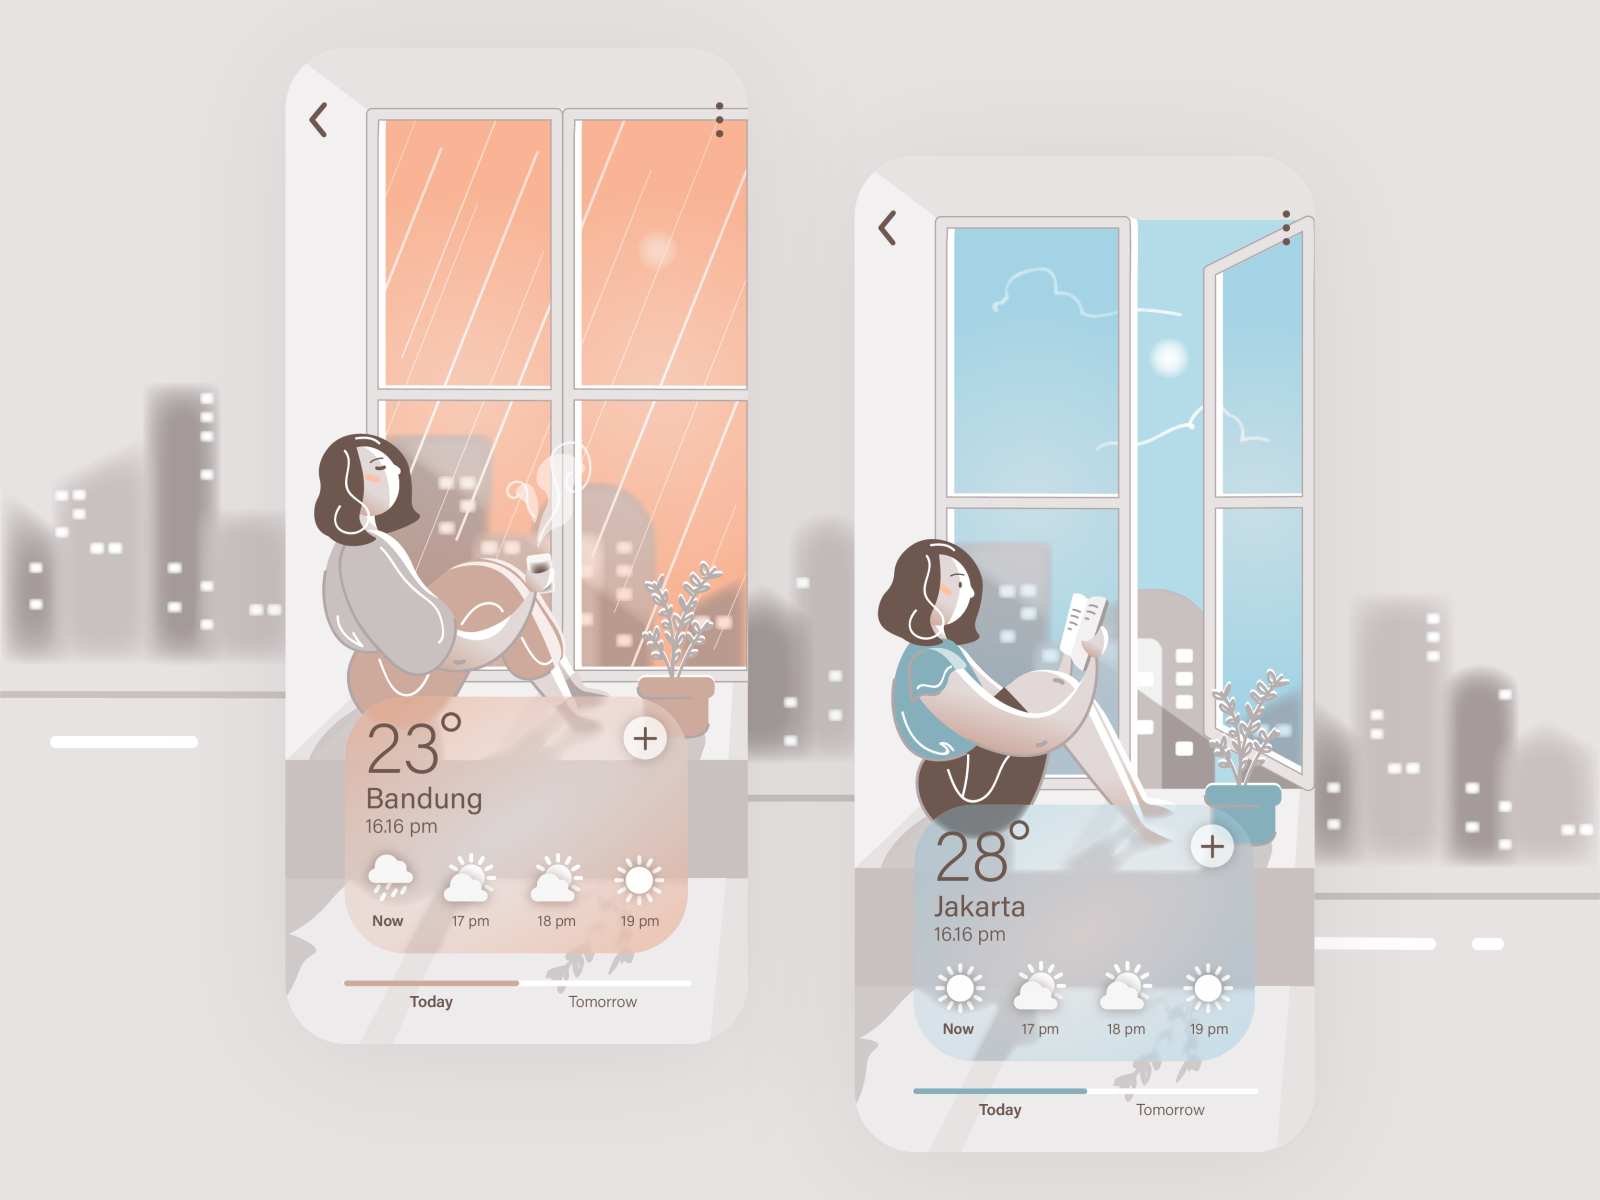 23°
Bandung
16.16 pm
Now 17 pm 18 pm 19 pm
Today Tomorrow
28°
Jakarta
16.16 pm
Now 17 pm 18 pm 19 pm
Today Tomorrow